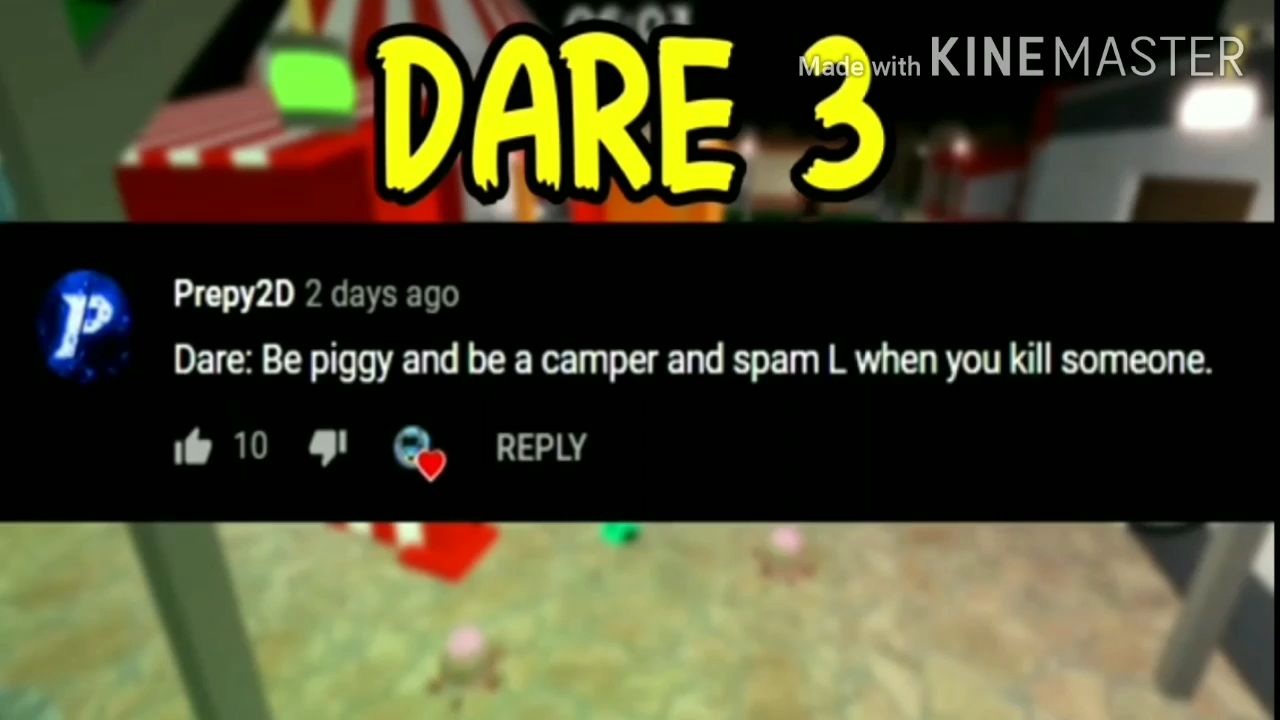 DARE 3
Made with KINEMASTER
Prepy2D 2 days ago
Dare: Be piggy and be a camper and spam L when you kill someone.
10 REPLY